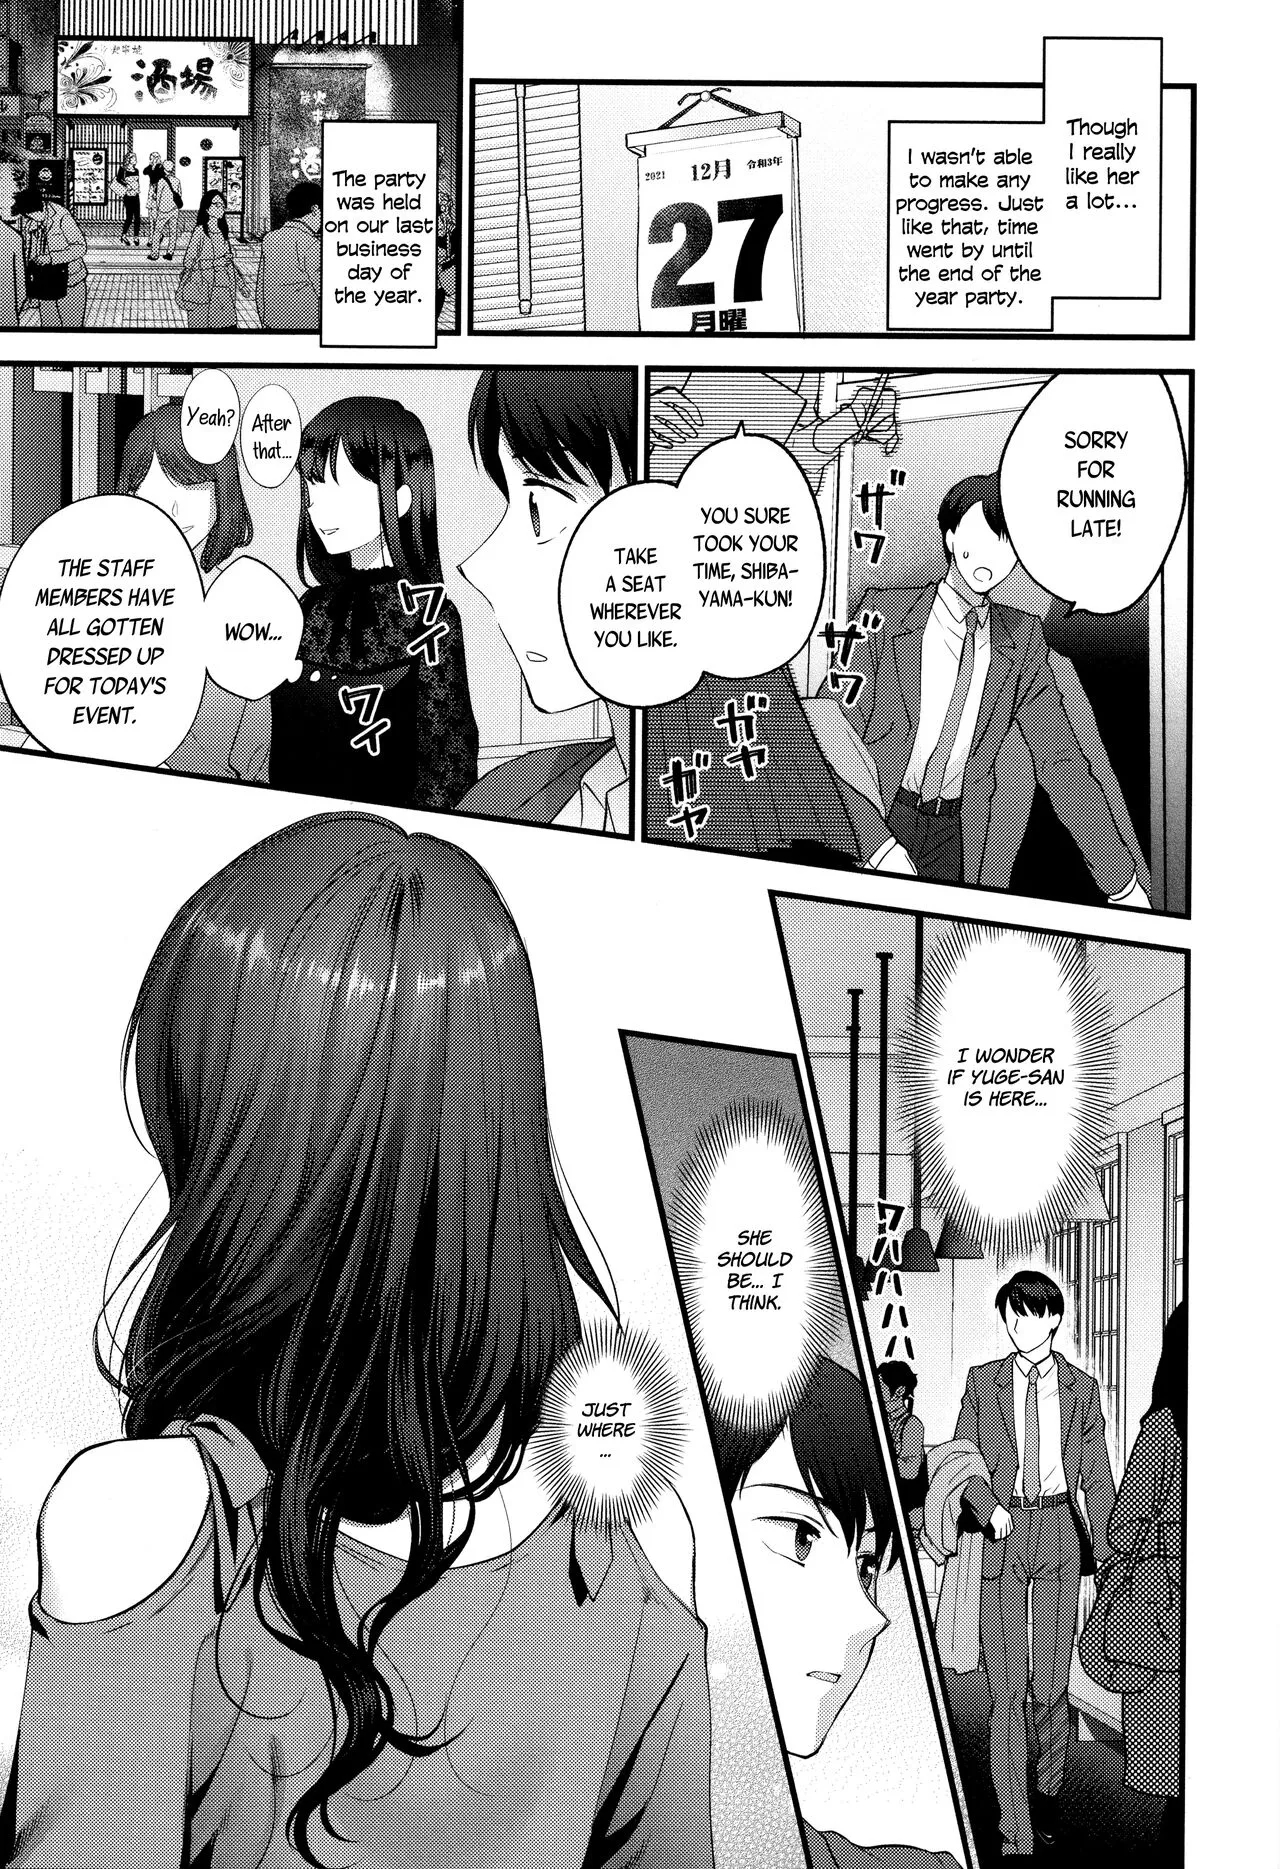 Though
I really
like her
a lot...
I wasn't able
to make any
progress. Just
like that, time
went by until
the end of the
year party.
2021
12月
令和3年
27
月曜
酒場
The party
was held
on our last
business
day of
the year.
SORRY
FOR
RUNNING
LATE!
ザワ
ザワ
YOU SURE
TOOK YOUR
TIME, SHIBA-
YAMA-KUN!
TAKE
A SEAT
WHEREVER
YOU LIKE.
ガヤ
ガヤ
After
that...
Yeah?
ワイ
ワイ
WOW...
THE STAFF
MEMBERS HAVE
ALL GOTTEN
DRESSED UP
FOR TODAY'S
EVENT.
I WONDER
IF YUGE-SAN
IS HERE...
ワハハハハハ
SHE
SHOULD
BE... I
THINK.
JUST
WHERE
...